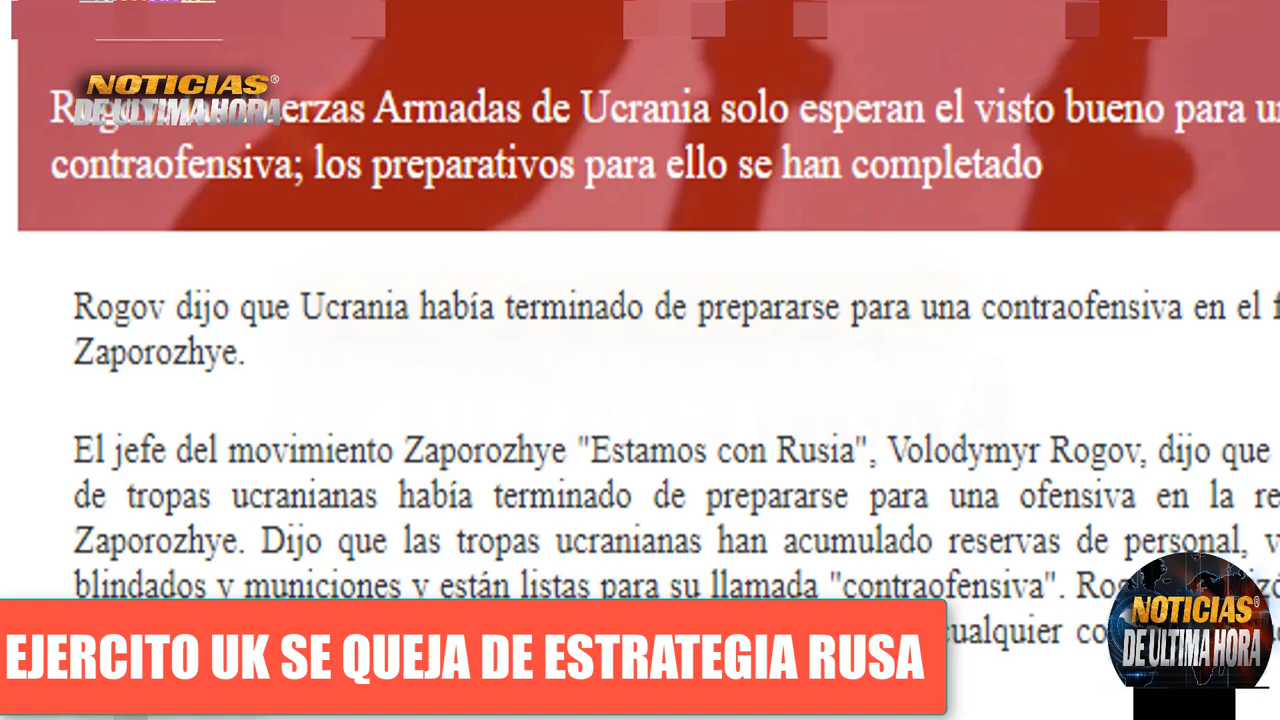 NOTICIAS®
DE ULTIMA HORA
erzas Armadas de Ucrania solo esperan el visto bueno para
contraofensiva; los preparativos para ello se han completado
Rogov dijo que Ucrania había terminado de prepararse para una contraofensiva en el
Zaporozhye.
El jefe del movimiento Zaporozhye "Estamos con Rusia", Volodymyr Rogov, dijo que
de tropas ucranianas había terminado de prepararse para una ofensiva en la
Zaporozhye. Dijo que las tropas ucranianas han acumulado reservas de personal,
blindados y municiones y están listas para su llamada "contraofensiva".
cualquier
EJERCITO UK SE QUEJA DE ESTRATEGIA RUSA
NOTICIAS®
DE ULTIMA HORA